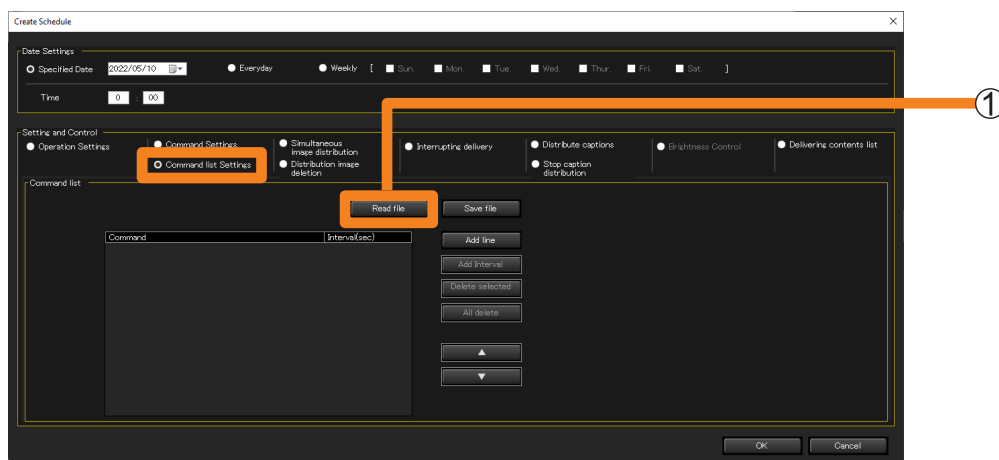 Create Schedule
Date Settings
Specified Date 2022/05/10 Everyday Weekly [ Sun. Mon. Tue. Wed. Thur. Fri. Sat. ]
Time 0 : 00
①
Setting and Control
Operation Settings Command Settings Simultaneous image distribution Interrupting delivery Distribute captions Brightness Control Delivering contents list
Command list Settings Distribution image deletion Stop caption distribution
Command list
Read file Save file
Command Interval(sec) Add line
Add Interval
Delete selected
All delete
▲
▼
OK Cancel